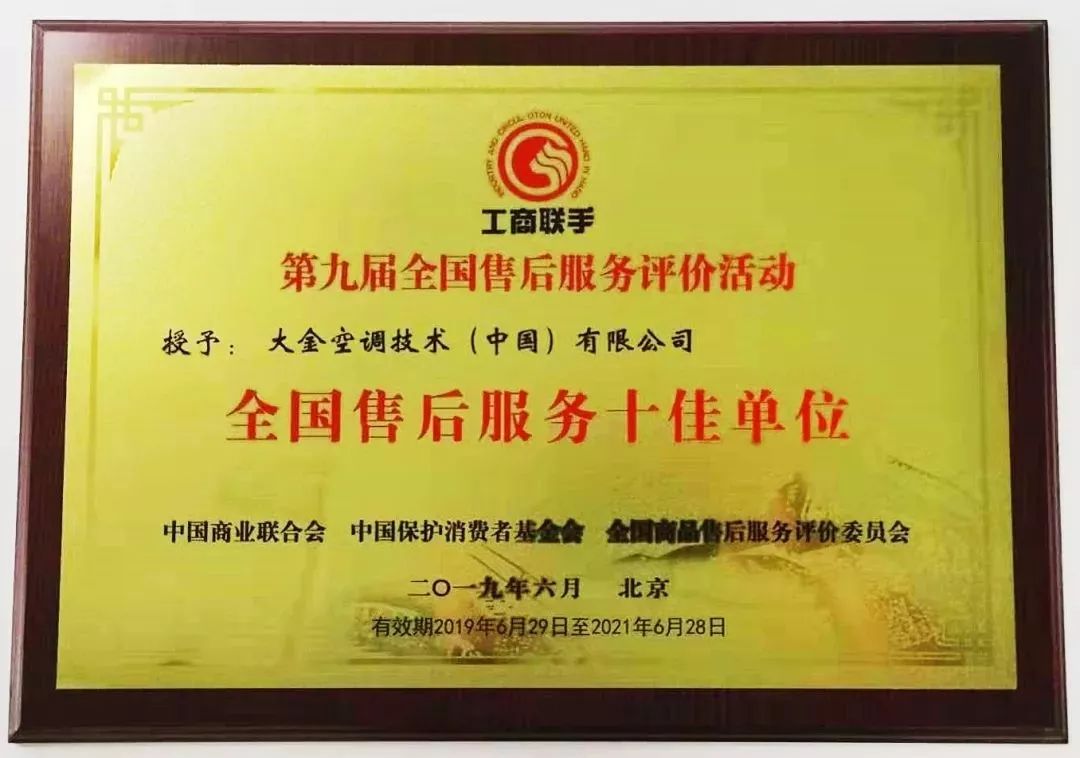 工商联手
第九届全国售后服务评价活动
授予：大金空调技术（中国）有限公司
全国售后服务十佳单位
中国商业联合会 中国保护消费者基金会 全国商品售后服务评价委员会
二〇一九年六月 北京
有效期2019年6月29日至2021年6月28日